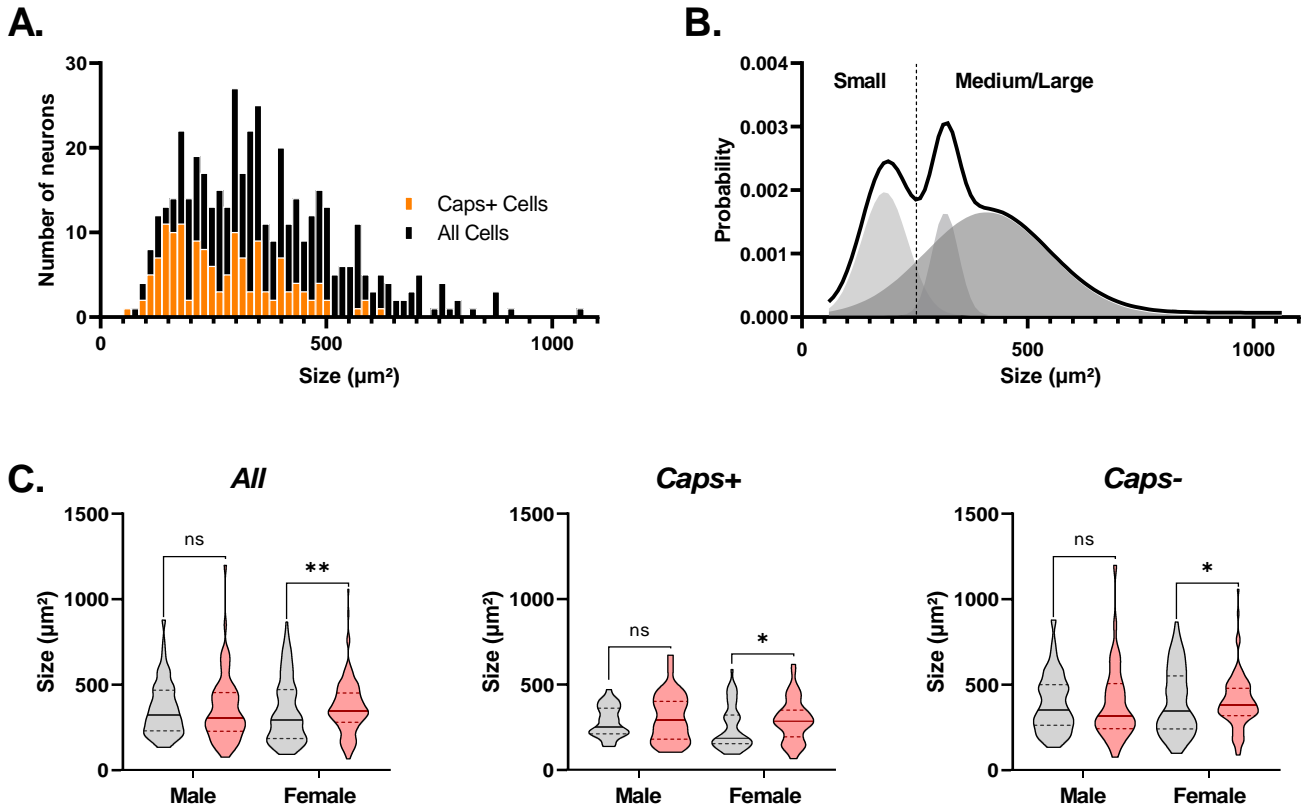 A.
30
20
10
0
Number of neurons
Caps+ Cells
All Cells
0
500
1000
Size (µm²)
B.
0.004
0.003
0.002
0.001
0.000
Probability
Small
Medium/Large
0
500
1000
Size (µm²)
C.
All
1500
1000
500
0
Size (µm²)
ns
**
Male
Female
Caps+
1500
1000
500
0
Size (µm²)
ns
*
Male
Female
Caps-
1500
1000
500
0
Size (µm²)
ns
*
Male
Female